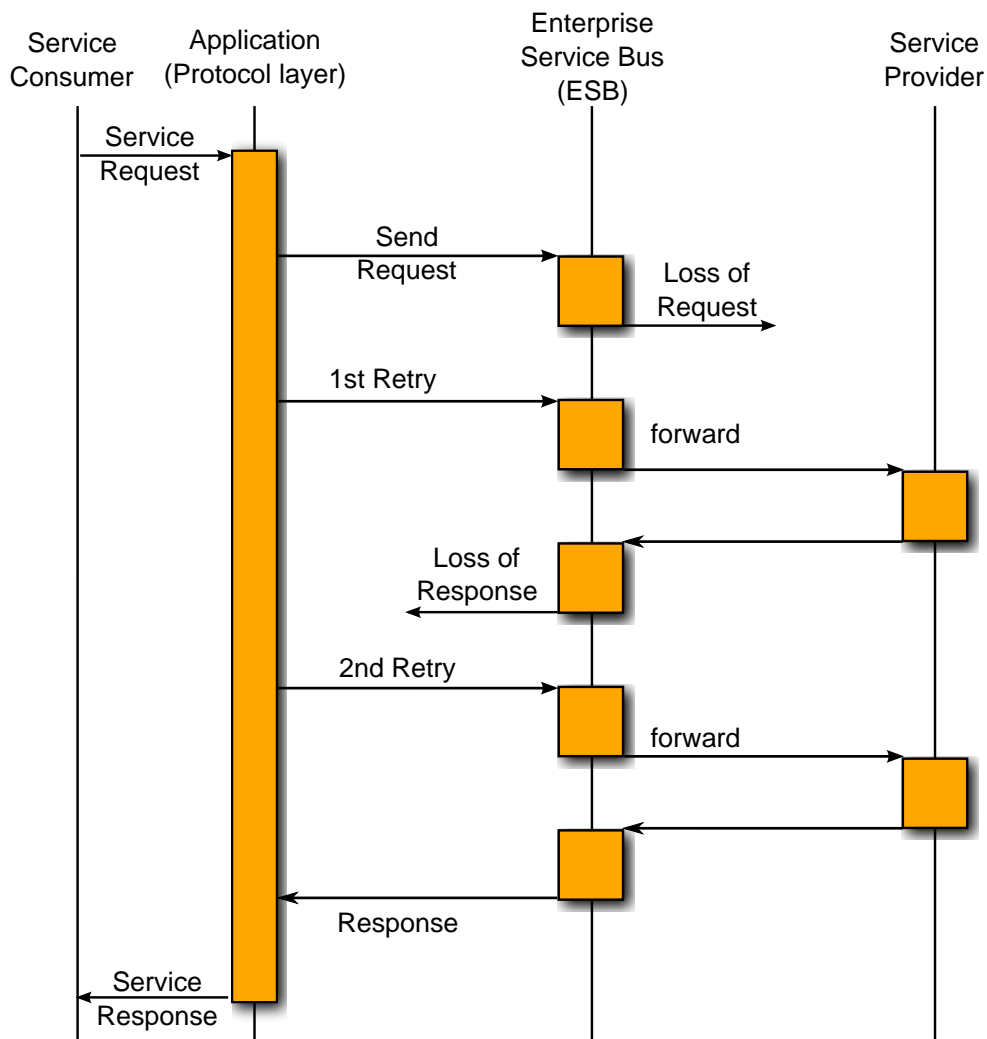 Service
Consumer
Application
(Protocol layer)
Enterprise
Service Bus
(ESB)
Service
Provider
Service
Request
Send
Request
Loss of
Request
1st Retry
forward
Loss of
Response
2nd Retry
forward
Response
Service
Response